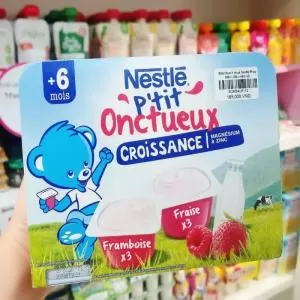 +6
mois
Nestlé
P'tit
Onctueux
CROISSANCE
MAGNÉSIUM
& ZINC
Fraise
x3
Framboise
x3